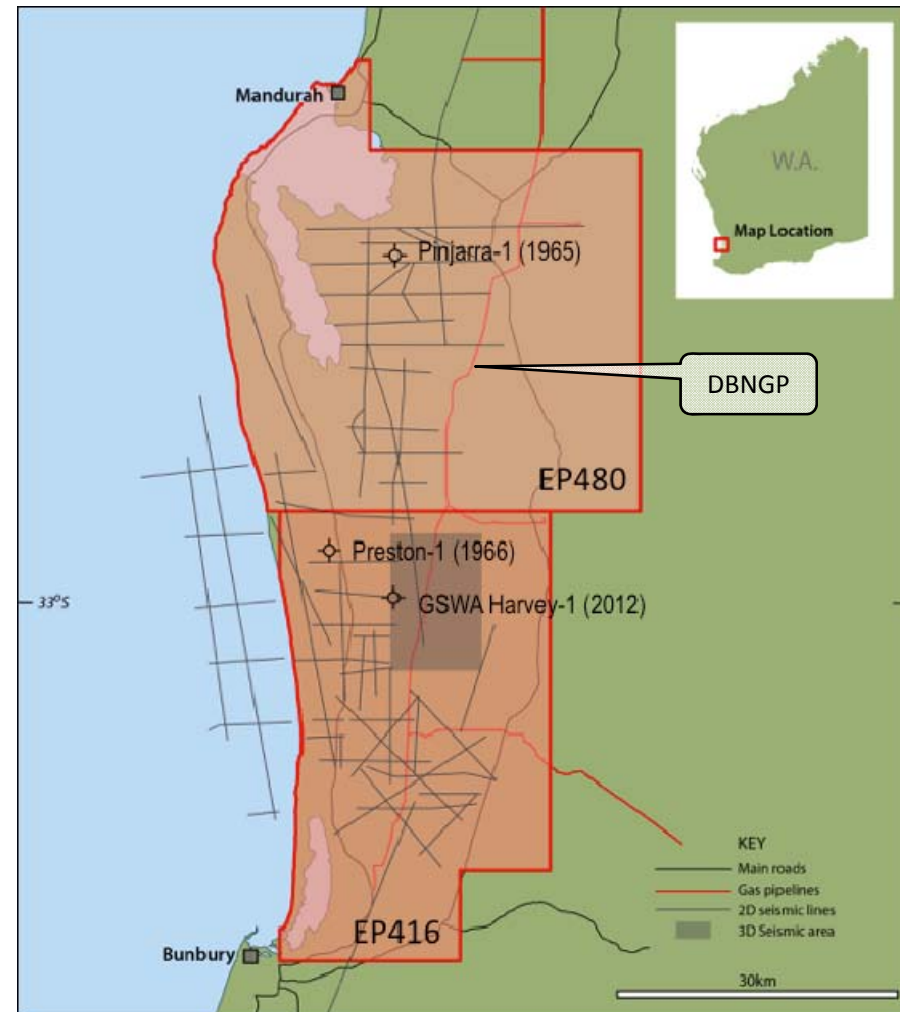 Mandurah
W.A.
Map Location
Pinjarra-1 (1965)
DBNGP
EP480
Preston-1 (1966)
33°S
GSWA Harvey-1 (2012)
KEY
Main roads
Gas pipelines
2D seismic lines
3D Seismic area
EP416
Bunbury
30km